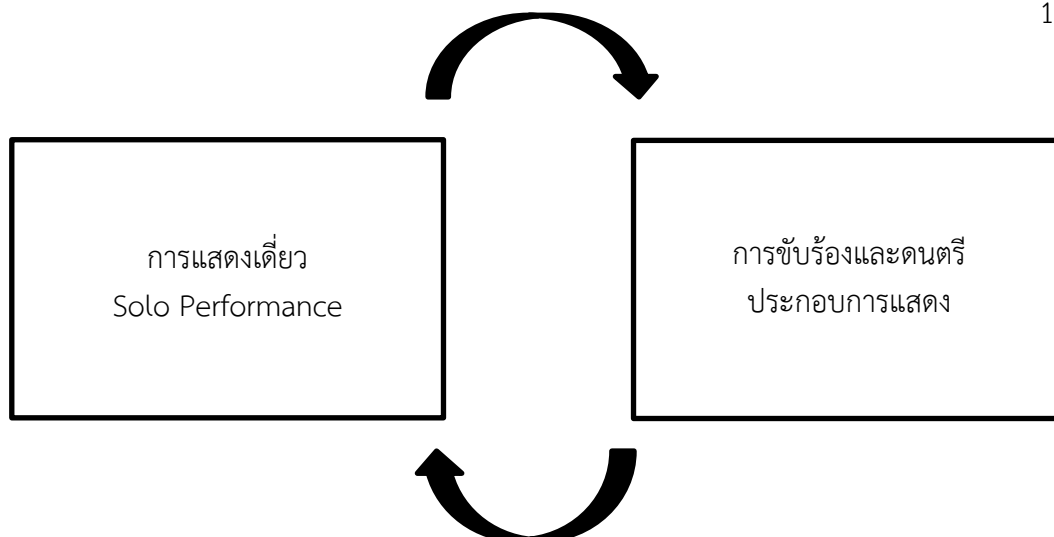 1
การแสดงเดี่ยว
Solo Performance
การขับร้องและดนตรี
ประกอบการแสดง